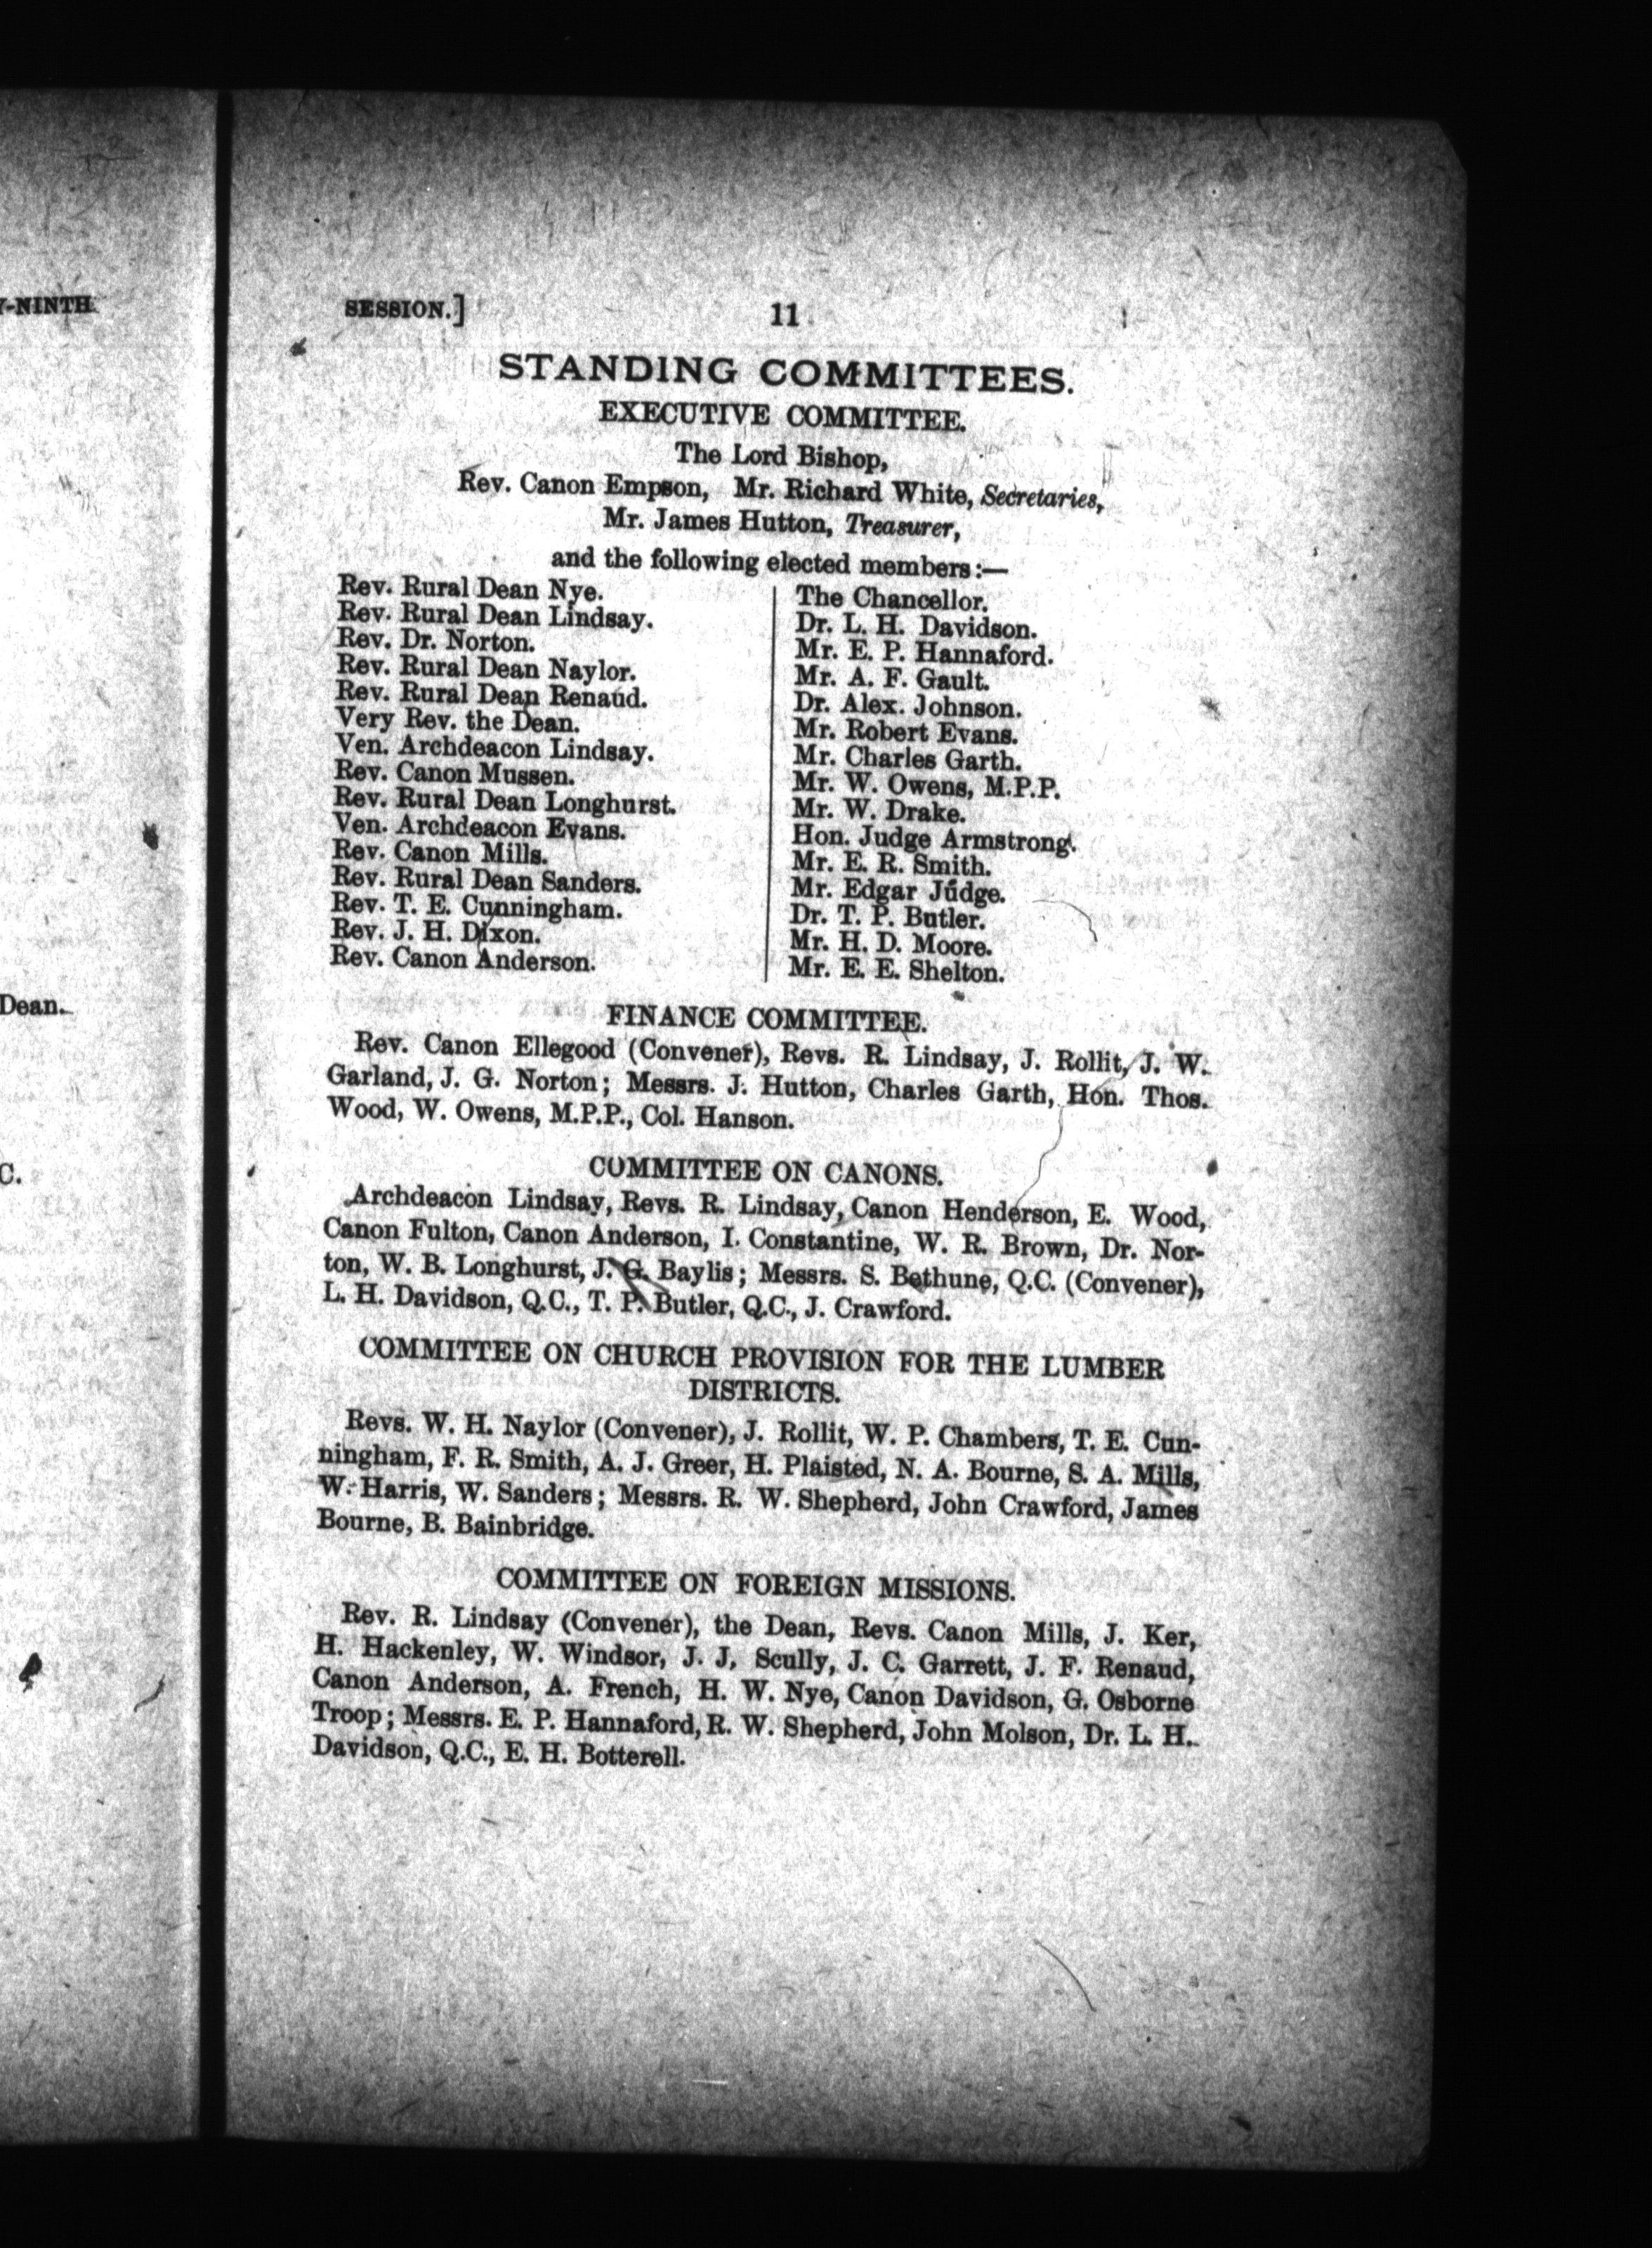 Y-NINTH
Dean.
C.
SESSION.]
11
STANDING COMMITTEES.
EXECUTIVE COMMITTEE.
The Lord Bishop,
Rev. Canon Empson, Mr. Richard White, Secretaries,
Mr. James Hutton, Treasurer,
and the following elected members:—
Rev. Rural Dean Nye.
Rev. Rural Dean Lindsay.
Rev. Dr. Norton.
Rev. Rural Dean Naylor.
Rev. Rural Dean Renaud.
Very Rev. the Dean.
Ven. Archdeacon Lindsay.
Rev. Canon Mussen.
Rev. Rural Dean Longhurst.
Ven. Archdeacon Evans.
Rev. Canon Mills.
Rev. Rural Dean Sanders.
Rev. T. E. Cunningham.
Rev. J. H. Dixon.
Rev. Canon Anderson.
The Chancellor.
Dr. L. H. Davidson.
Mr. E. P. Hannaford.
Mr. A. F. Gault.
Dr. Alex. Johnson.
Mr. Robert Evans.
Mr. Charles Garth.
Mr. W. Owens, M.P.P.
Mr. W. Drake.
Hon. Judge Armstrong.
Mr. E. R. Smith.
Mr. Edgar Judge.
Dr. T. P. Butler.
Mr. H. D. Moore.
Mr. E. E. Shelton.
FINANCE COMMITTEE.
Rev. Canon Ellegood (Convener), Revs. R. Lindsay, J. Rollit, J. W.
Garland, J. G. Norton; Messrs. J. Hutton, Charles Garth, Hon. Thos.
Wood, W. Owens, M.P.P., Col. Hanson.
COMMITTEE ON CANONS.
Archdeacon Lindsay, Revs. R. Lindsay, Canon Henderson, E. Wood,
Canon Fulton, Canon Anderson, I. Constantine, W. R. Brown, Dr. Nor-
ton, W. B. Longhurst, J. G. Baylis; Messrs. S. Bethune, Q.C. (Convener),
L. H. Davidson, Q.C., T. P. Butler, Q.C., J. Crawford.
COMMITTEE ON CHURCH PROVISION FOR THE LUMBER
DISTRICTS.
Revs. W. H. Naylor (Convener), J. Rollit, W. P. Chambers, T. E. Cun-
ningham, F. R. Smith, A. J. Greer, H. Plaisted, N. A. Bourne, S. A. Mills,
W. Harris, W. Sanders; Messrs. R. W. Shepherd, John Crawford, James
Bourne, B. Bainbridge.
COMMITTEE ON FOREIGN MISSIONS.
Rev. R. Lindsay (Convener), the Dean, Revs. Canon Mills, J. Ker,
H. Hackenley, W. Windsor, J. J. Scully, J. C. Garrett, J. F. Renaud,
Canon Anderson, A. French, H. W. Nye, Canon Davidson, G. Osborne
Troop; Messrs. E. P. Hannaford, R. W. Shepherd, John Molson, Dr. L. H.
Davidson, Q.C., E. H. Botterell.